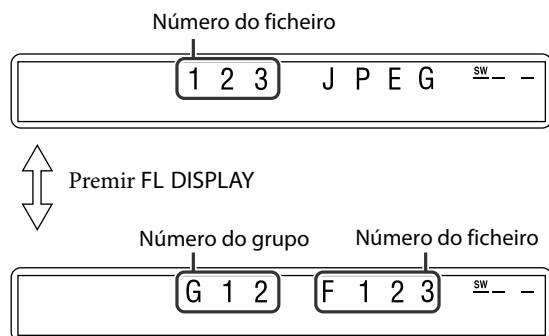 Número do ficheiro
1 2 3 J P E G SW – –
Premir FL DISPLAY
Número do grupo Número do ficheiro
G 1 2 F 1 2 3 SW – –